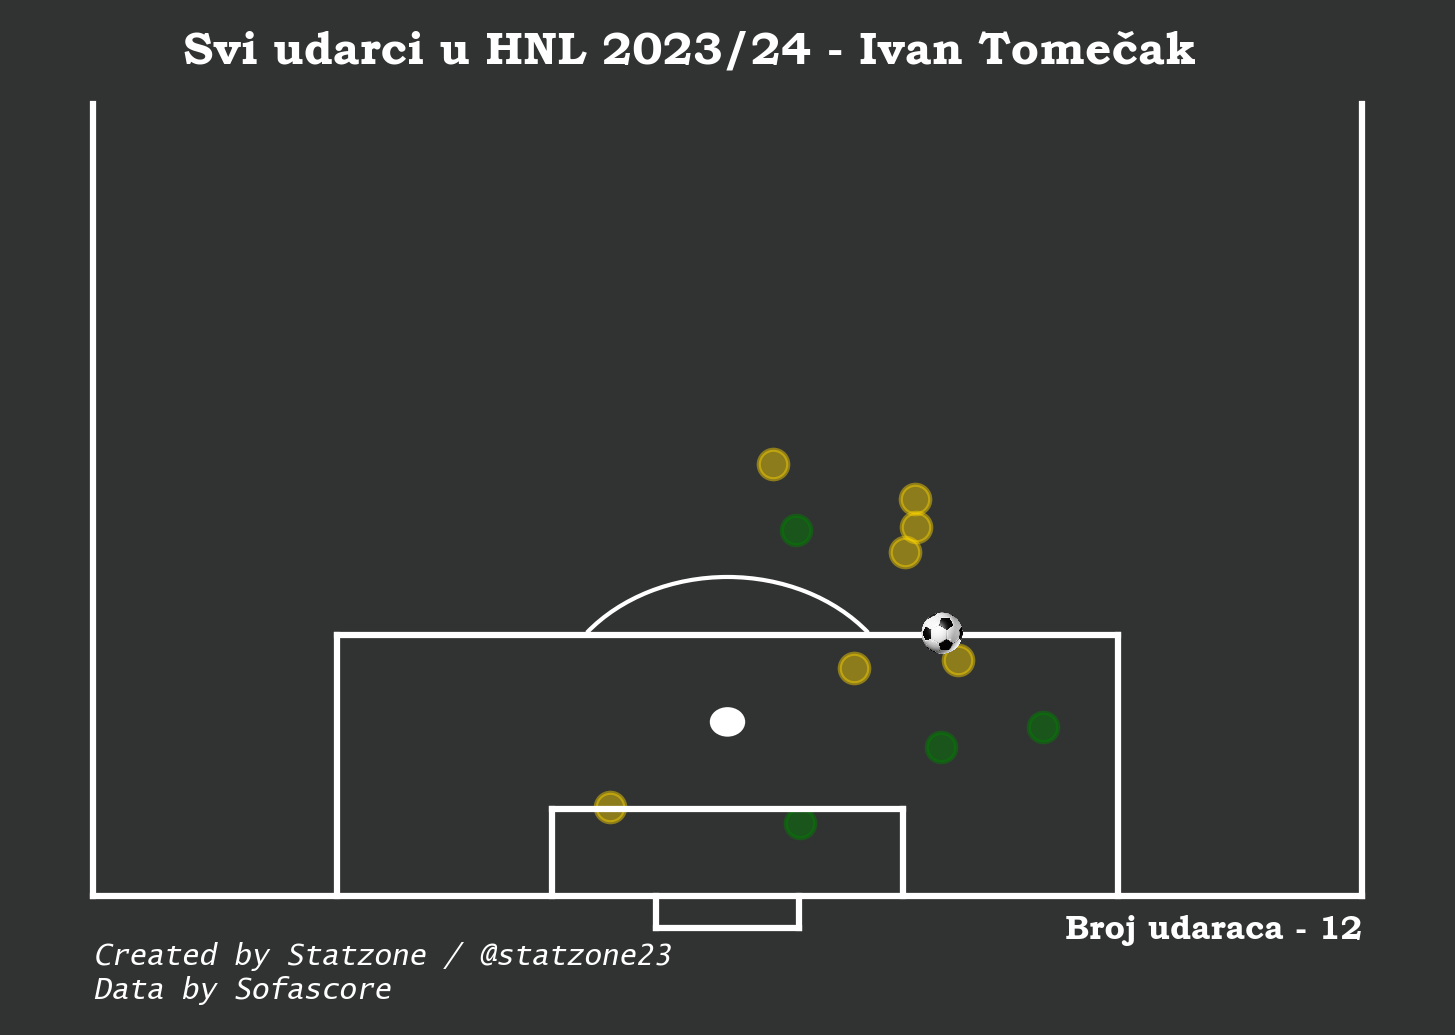 Svi udarci u HNL 2023/24 - Ivan Tomečak
Broj udaraca - 12
Created by Statzone / @statzone23
Data by Sofascore